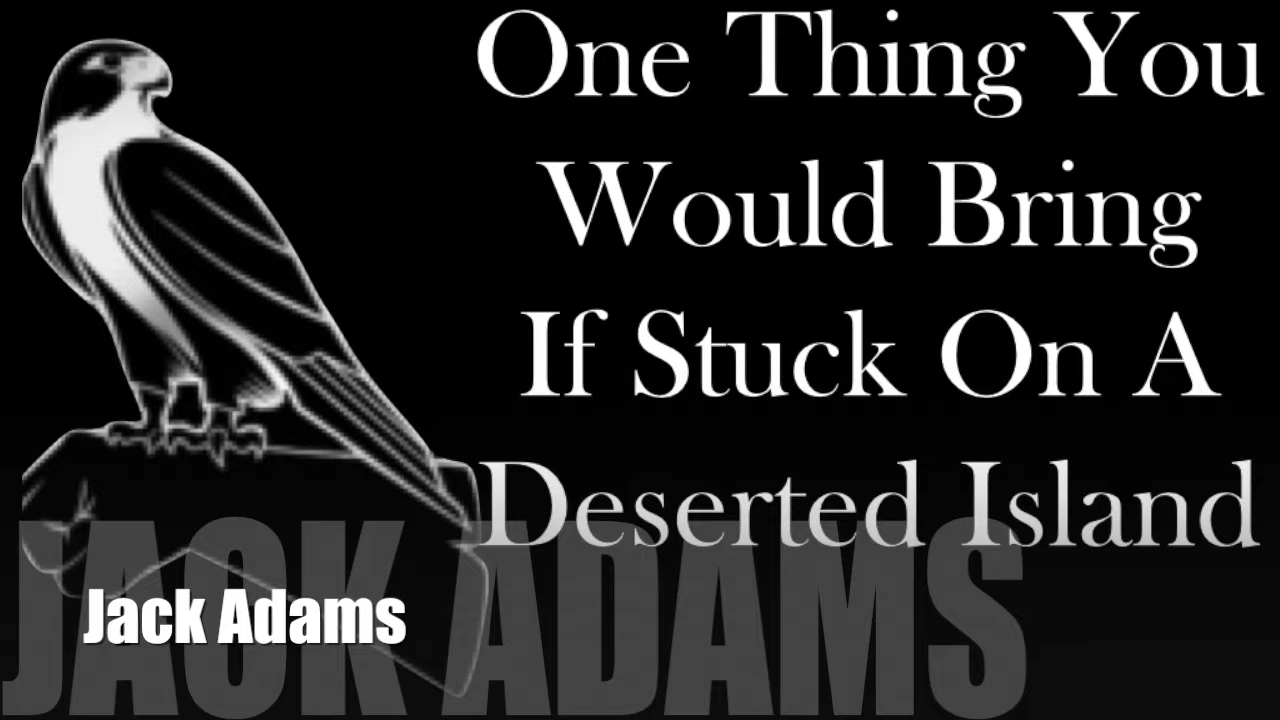 One Thing You
Would Bring
If Stuck On A
Deserted Island
JACK ADAMS
Jack Adams